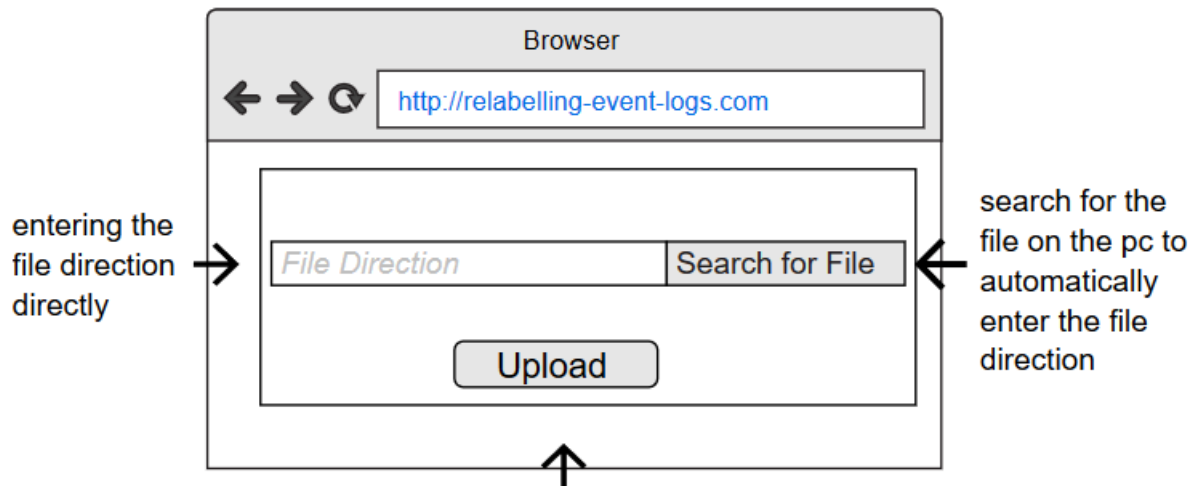 Browser
http://relabelling-event-logs.com
entering the
file direction
directly
File Direction
Search for File
Upload
search for the
file on the pc to
automatically
enter the file
direction